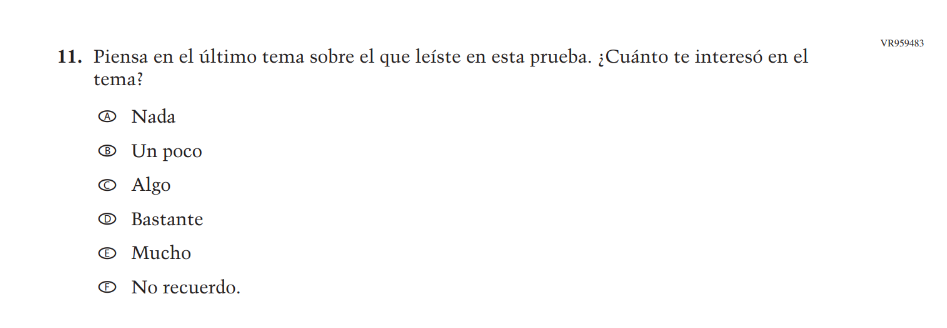 VR959483
11. Piensa en el último tema sobre el que leíste en esta prueba. ¿Cuánto te interesó en el
tema?
A Nada
B Un poco
C Algo
D Bastante
E Mucho
F No recuerdo.